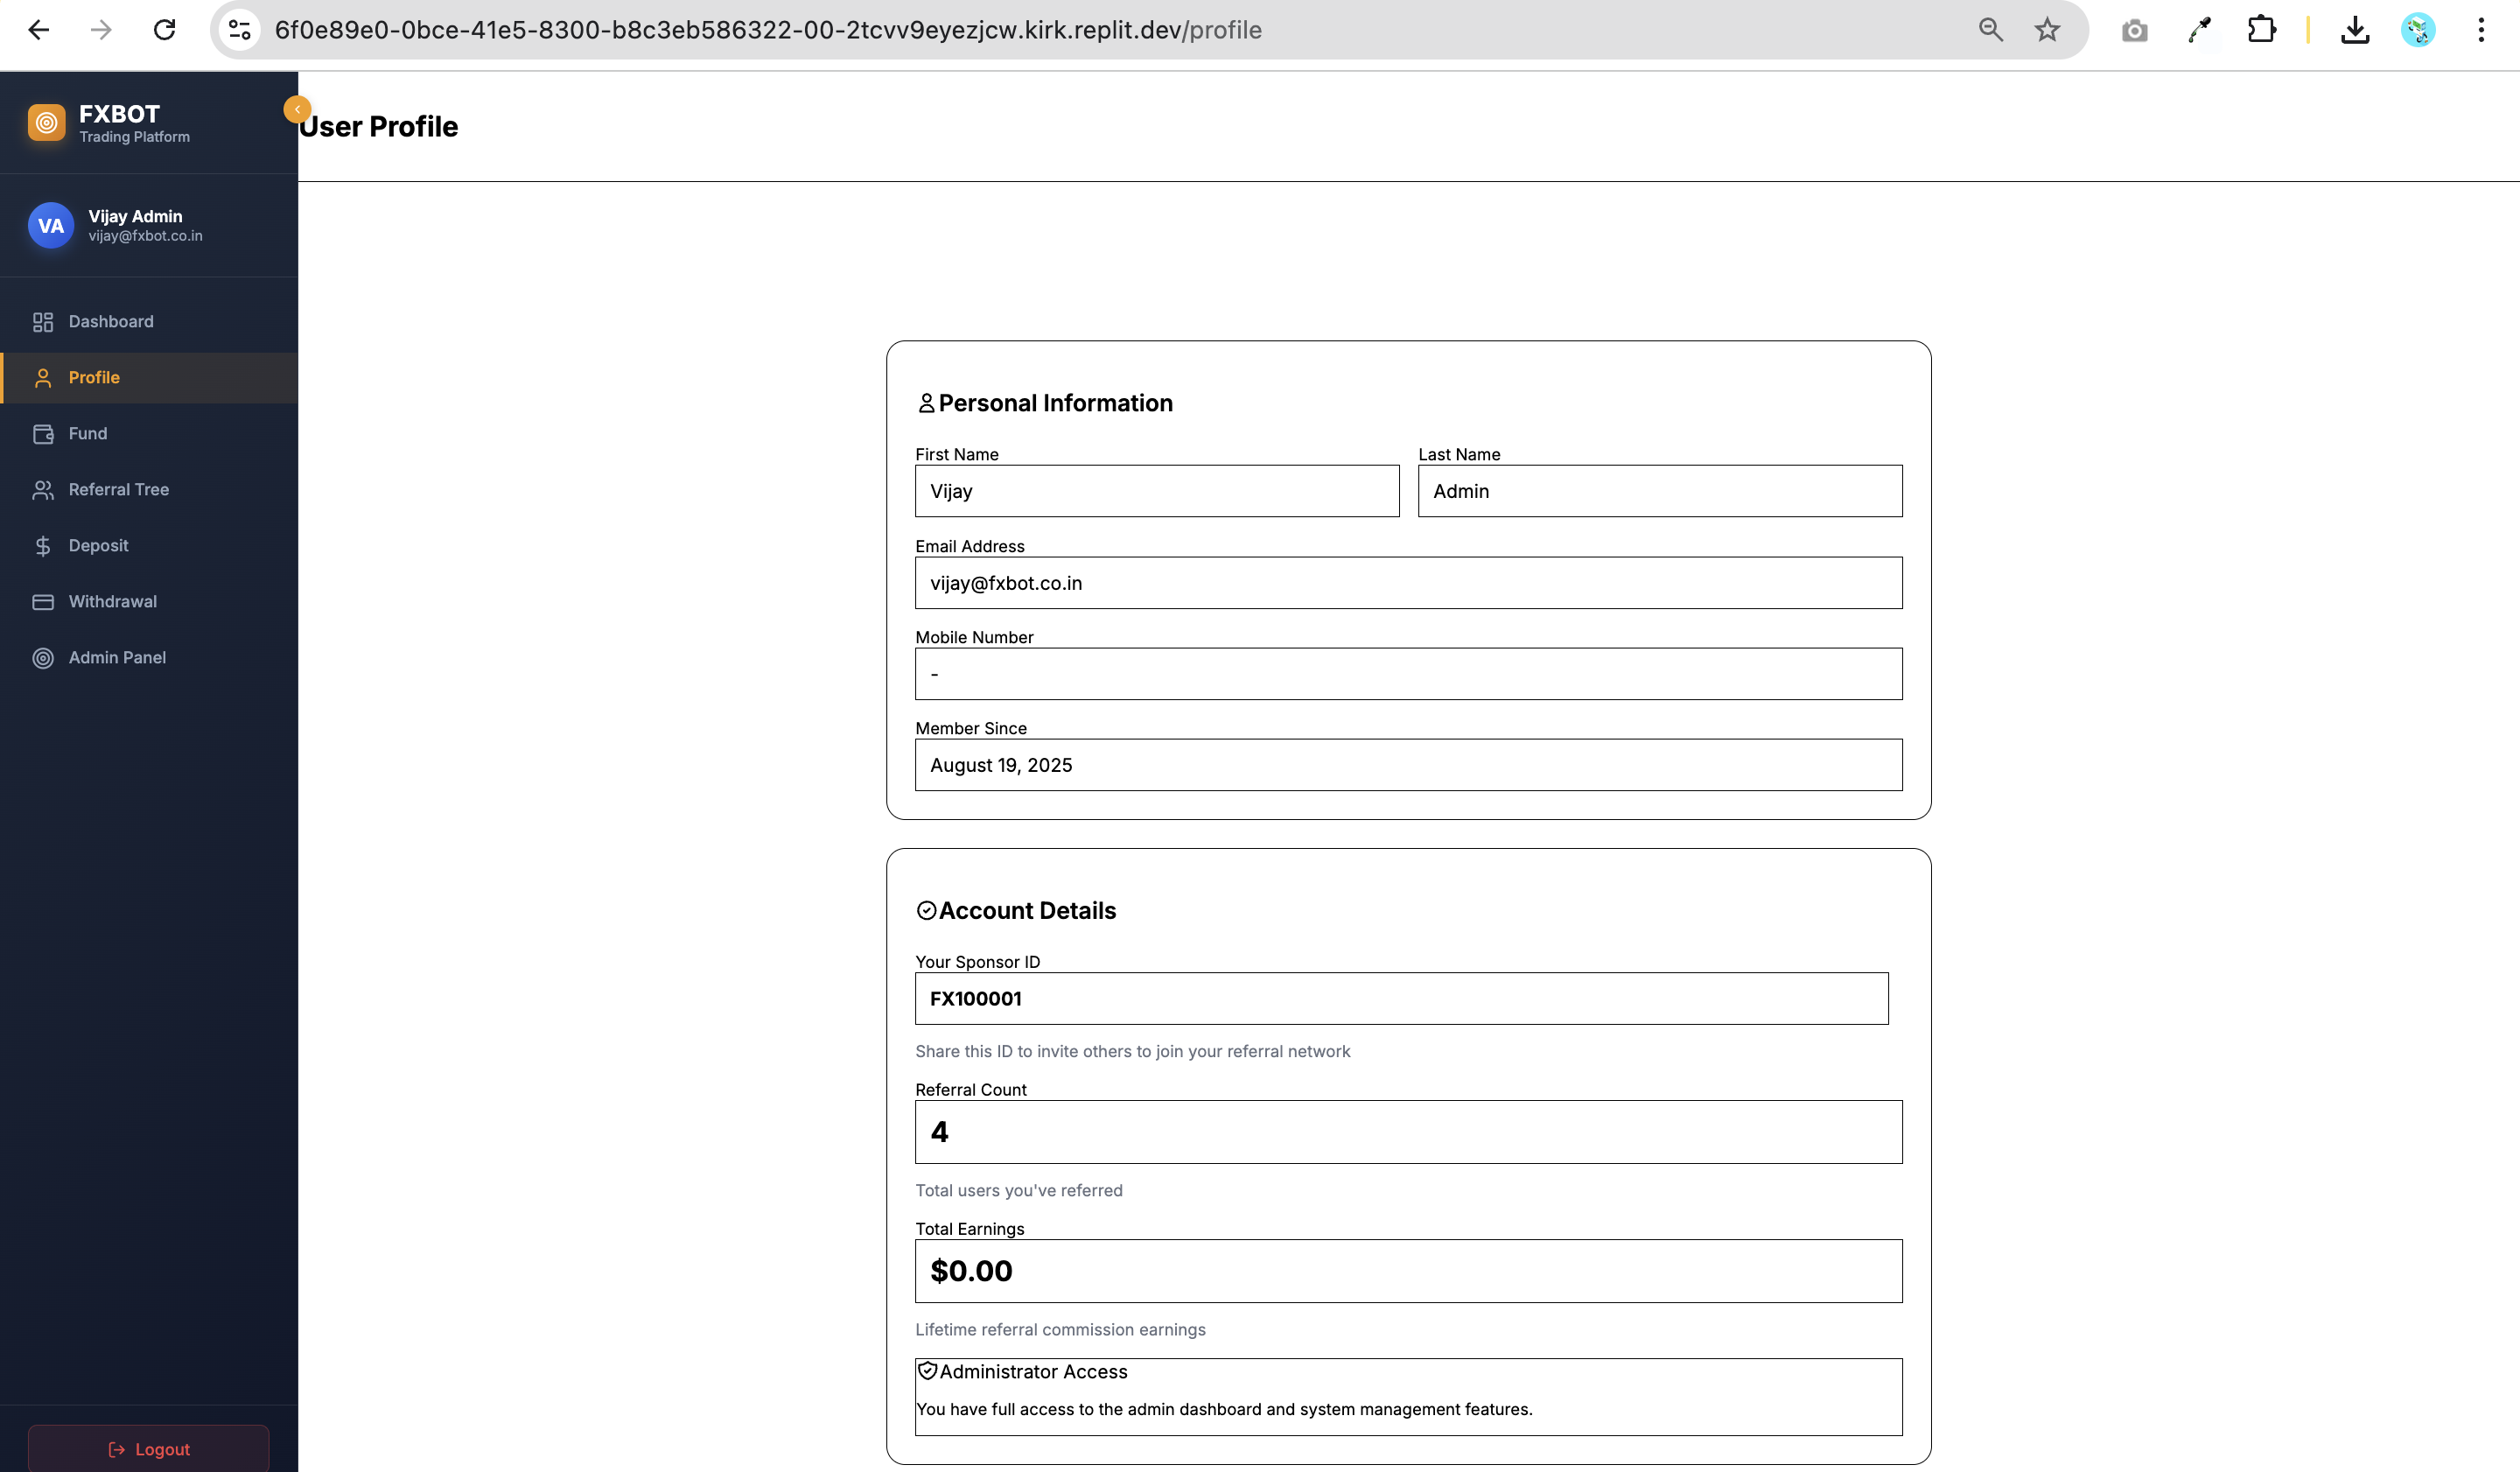 6f0e89e0-0bce-41e5-8300-b8c3eb586322-00-2tcvv9eyezjcw.kirk.replit.dev/profile
FXBOT
Trading Platform
User Profile
VA
Vijay Admin
vijay@fxbot.co.in
Dashboard
Profile
Fund
Referral Tree
Deposit
Withdrawal
Admin Panel
Logout
Personal Information
First Name
Last Name
Vijay
Admin
Email Address
vijay@fxbot.co.in
Mobile Number
-
Member Since
August 19, 2025
Account Details
Your Sponsor ID
FX100001
Share this ID to invite others to join your referral network
Referral Count
4
Total users you've referred
Total Earnings
$0.00
Lifetime referral commission earnings
Administrator Access
You have full access to the admin dashboard and system management features.